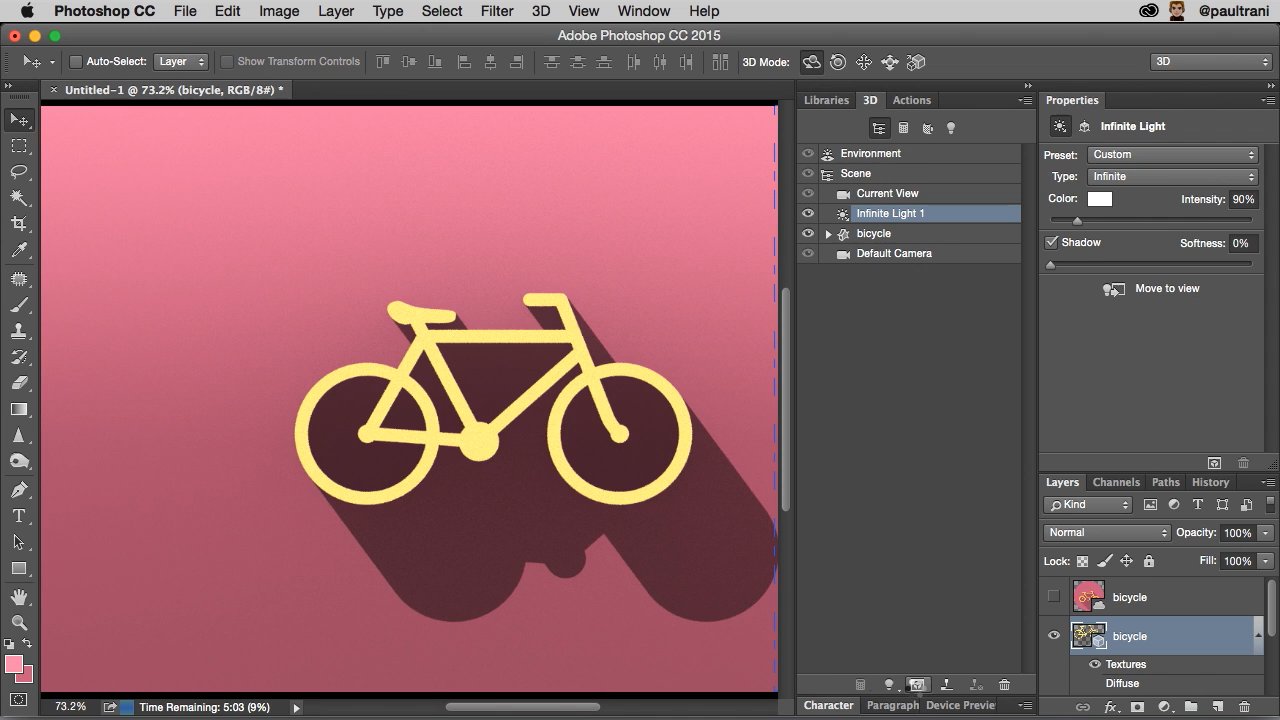 Photoshop CC File Edit Image Layer Type Select Filter 3D View Window Help @paultrani
Adobe Photoshop CC 2015
Auto-Select: Layer Show Transform Controls 3D Mode: 3D
× Untitled-1 @ 73.2% (bicycle, RGB/8#) *
Libraries 3D Actions
Environment
Scene
Current View
Infinite Light 1
bicycle
Default Camera
Properties
Infinite Light
Preset: Custom
Type: Infinite
Color: Intensity: 90%
Shadow Softness: 0%
Move to view
Layers Channels Paths History
Kind
Normal Opacity: 100%
Lock: Fill: 100%
bicycle
bicycle
Textures
Diffuse
fx
73.2% Time Remaining: 5:03 (9%)
Character Paragraph Device Preview